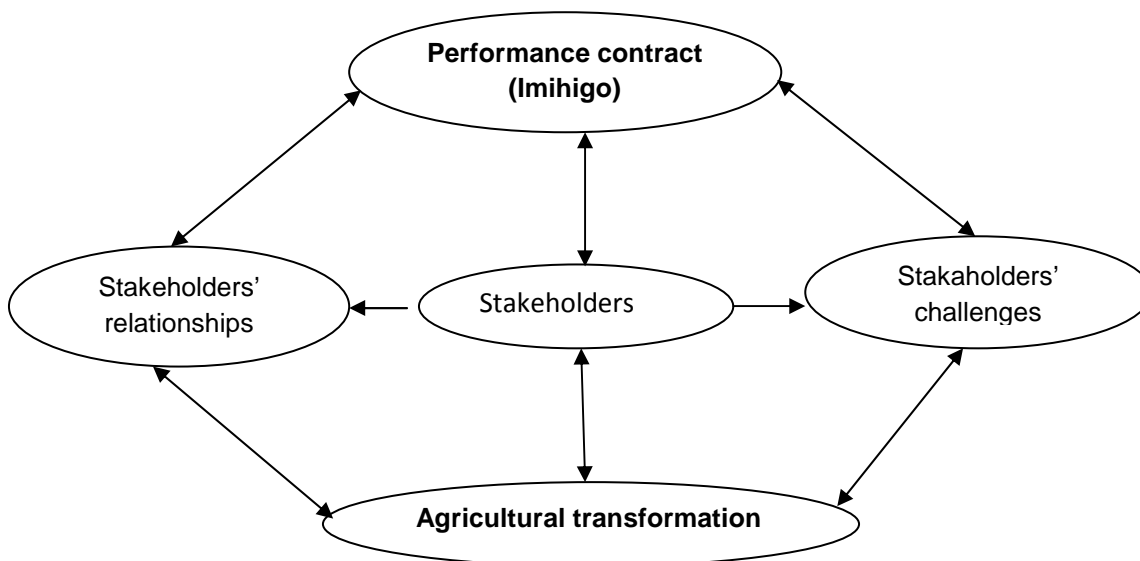 Performance contract
(Imihigo)
Stakeholders'
relationships
Stakeholders
Stakaholders'
challenges
Agricultural transformation